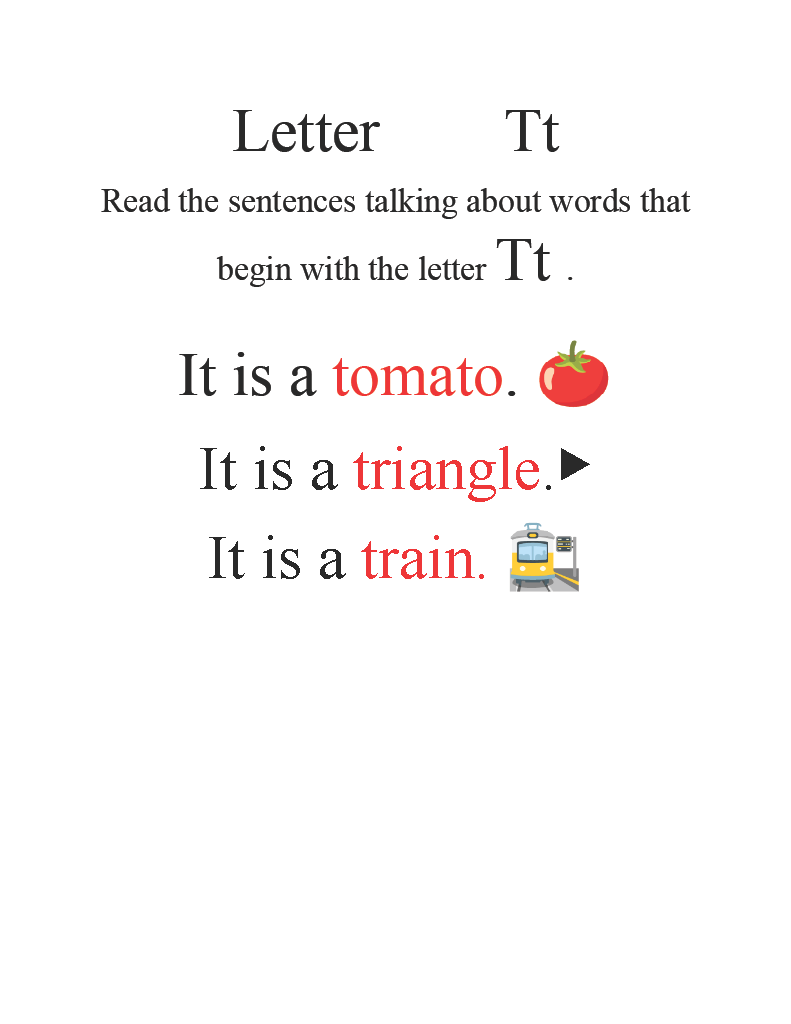 Letter Tt
Read the sentences talking about words that
begin with the letter Tt .
It is a tomato.
It is a triangle.
It is a train.